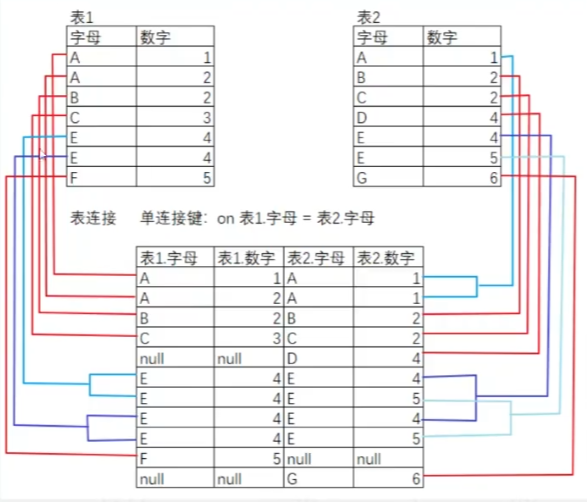 表1 表2
字母 数字 字母 数字
A 1 A 1
A 2 B 2
B 2 C 2
C 3 D 4
E 4 E 4
E 4 E 5
F 5 G 6
表连接 单连接键：on 表1.字母 = 表2.字母
表1.字母 表1.数字 表2.字母 表2.数字
A 1 A 1
A 2 A 1
B 2 B 2
C 3 C 2
null null D 4
E 4 E 4
E 4 E 5
E 4 E 4
E 4 E 5
F 5 null null
null null G 6